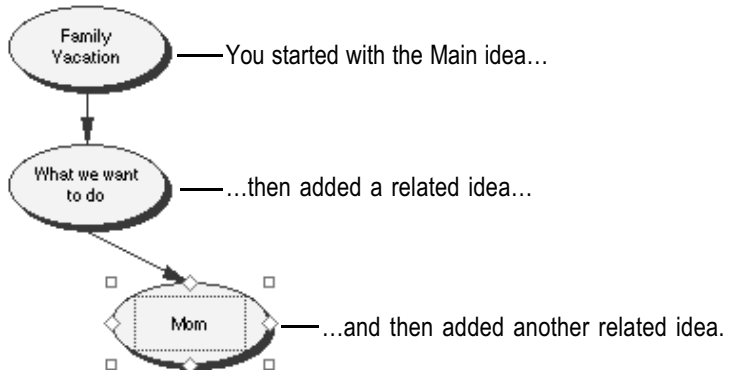 Family
Vacation
You started with the Main idea…
What we want
to do
…then added a related idea…
Mom
…and then added another related idea.